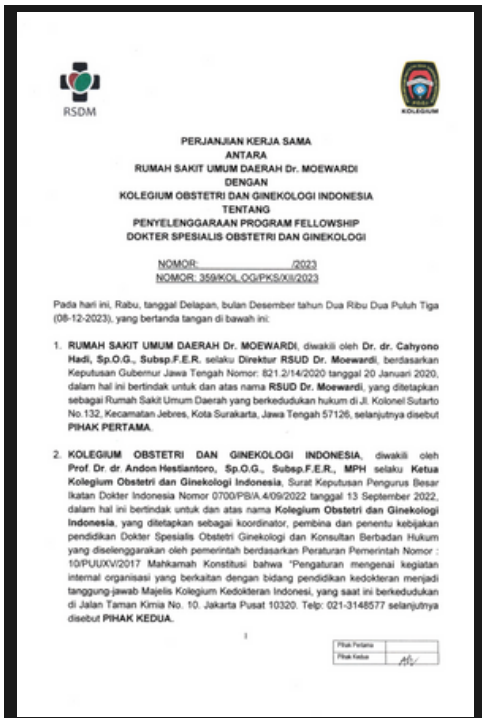 RSDM
KOLEGIUM
PERJANJIAN KERJA SAMA
ANTARA
RUMAH SAKIT UMUM DAERAH Dr. MOEWARDI
DENGAN
KOLEGIUM OBSTETRI DAN GINEKOLOGI INDONESIA
TENTANG
PENYELENGGARAAN PROGRAM FELLOWSHIP
DOKTER SPESIALIS OBSTETRI DAN GINEKOLOGI
NOMOR: /2023
NOMOR: 359/KOL.OG/PKS/XII/2023
Pada hari ini, Rabu, tanggal Delapan, bulan Desember tahun Dua Ribu Dua Puluh Tiga
(08-12-2023), yang bertanda tangan di bawah ini:
1. RUMAH SAKIT UMUM DAERAH Dr. MOEWARDI, diwakili oleh Dr. dr. Cahyono
Hadi, Sp.O.G., Subsp.F.E.R. selaku Direktur RSUD Dr. Moewardi, berdasarkan
Keputusan Gubernur Jawa Tengah Nomor: 821.2/14/2020 tanggal 20 Januari 2020,
dalam hal ini bertindak untuk dan atas nama RSUD Dr. Moewardi, yang ditetapkan
sebagai Rumah Sakit Umum Daerah yang berkedudukan hukum di Jl. Kolonel Sutarto
No.132, Kecamatan Jebres, Kota Surakarta, Jawa Tengah 57126, selanjutnya disebut
PIHAK PERTAMA.
2. KOLEGIUM OBSTETRI DAN GINEKOLOGI INDONESIA, diwakili oleh
Prof. Dr. dr. Andon Hestiantoro, Sp.O.G., Subsp.F.E.R., MPH selaku Ketua
Kolegium Obstetri dan Ginekologi Indonesia, Surat Keputusan Pengurus Besar
Ikatan Dokter Indonesia Nomor 0700/PB/A.4/09/2022 tanggal 13 September 2022,
dalam hal ini bertindak untuk dan atas nama Kolegium Obstetri dan Ginekologi
Indonesia, yang ditetapkan sebagai koordinator, pembina dan penentu kebijakan
pendidikan Dokter Spesialis Obstetri Ginekologi dan Konsultan Berbadan Hukum
yang diselenggarakan oleh pemerintah berdasarkan Peraturan Pemerintah Nomor :
10/PUUXV/2017 Mahkamah Konstitusi bahwa "Pengaturan mengenai kegiatan
internal organisasi yang berkaitan dengan bidang pendidikan kedokteran menjadi
tanggung-jawab Majelis Kolegium Kedokteran Indonesi, yang saat ini berkedudukan
di Jalan Taman Kimia No. 10. Jakarta Pusat 10320. Telp: 021-3148577 selanjutnya
disebut PIHAK KEDUA.
1
Pihak Pertama
Pihak Kedua